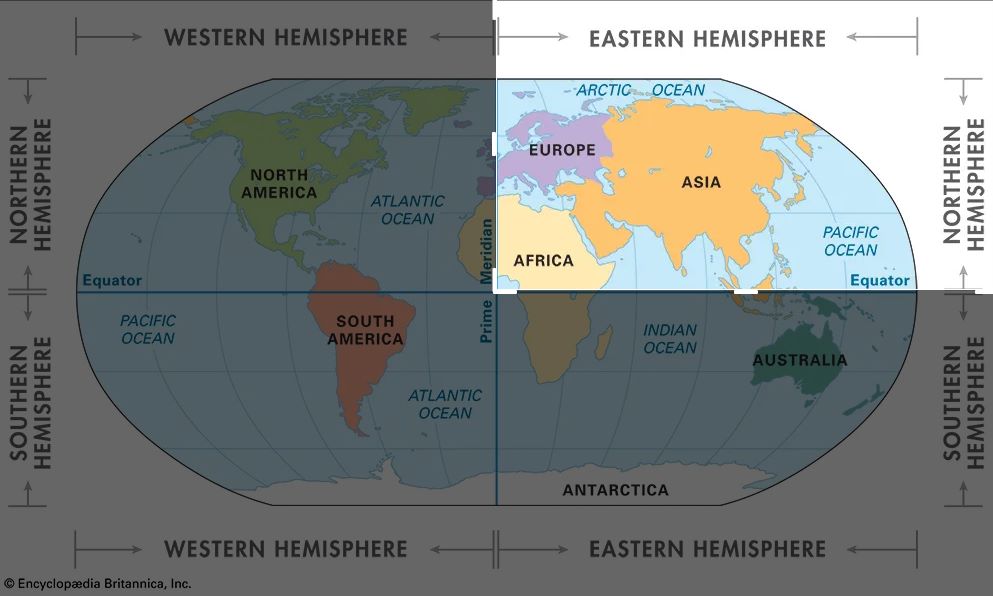 WESTERN HEMISPHERE
EASTERN HEMISPHERE
NORTHERN
HEMISPHERE
ARCTIC OCEAN
NORTHERN
HEMISPHERE
EUROPE
NORTH
AMERICA
ASIA
ATLANTIC
OCEAN
PACIFIC
OCEAN
AFRICA
Equator
Prime Meridian
Equator
PACIFIC
OCEAN
SOUTH
AMERICA
INDIAN
OCEAN
AUSTRALIA
SOUTHERN
HEMISPHERE
ATLANTIC
OCEAN
SOUTHERN
HEMISPHERE
ANTARCTICA
WESTERN HEMISPHERE
EASTERN HEMISPHERE
© Encyclopædia Britannica, Inc.